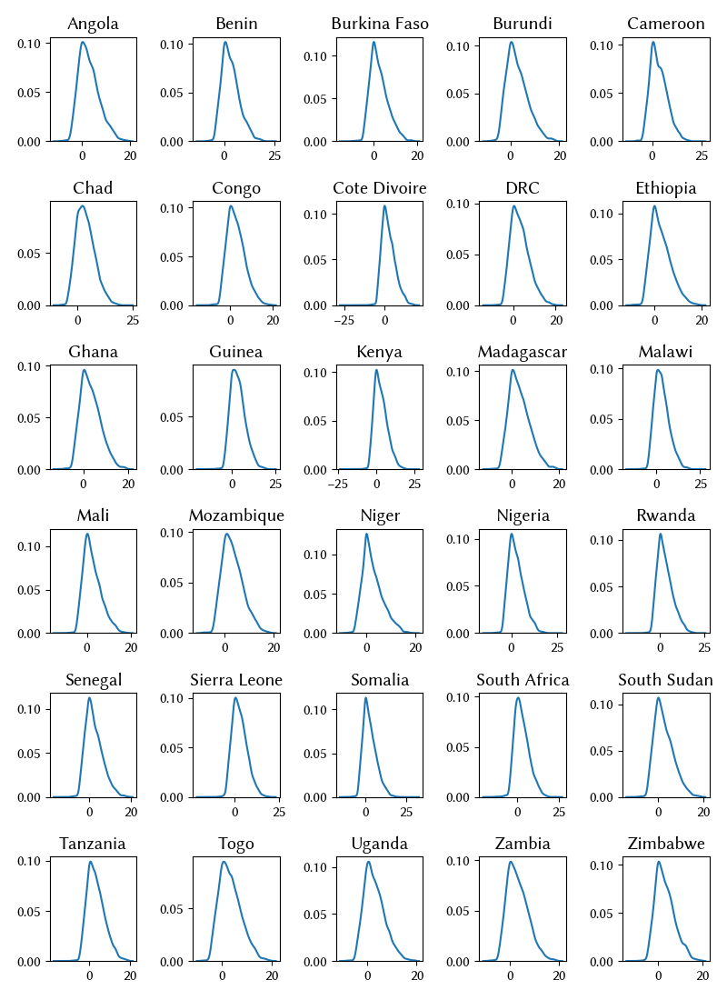 Angola Benin Burkina Faso Burundi Cameroon
0.10 0.10 0.10 0.10 0.10
0.05 0.05 0.05 0.05 0.05
0.00 0.00 0.00 0.00 0.00
0 20 0 25 0 20 0 20 0 25
Chad Congo Cote Divoire DRC Ethiopia
0.05 0.10 0.10 0.10 0.10
0.00 0.05 0.05 0.05 0.05
0.00 0.00 0.00 0.00
0 25 0 20 −25 0 0 20 0 20
Ghana Guinea Kenya Madagascar Malawi
0.10 0.05 0.10 0.10 0.10
0.05 0.00 0.05 0.05 0.05
0.00 0.00 0.00 0.00
0 20 0 25 −25 0 25 0 20 0 25
Mali Mozambique Niger Nigeria Rwanda
0.10 0.10 0.10 0.10 0.10
0.05 0.05 0.05 0.05 0.05
0.00 0.00 0.00 0.00 0.00
0 20 0 20 0 20 0 25 0 25
Senegal Sierra Leone Somalia South Africa South Sudan
0.10 0.10 0.10 0.10 0.10
0.05 0.05 0.05 0.05 0.05
0.00 0.00 0.00 0.00 0.00
0 20 0 25 0 25 0 25 0 20
Tanzania Togo Uganda Zambia Zimbabwe
0.10 0.05 0.10 0.10 0.10
0.05 0.00 0.05 0.05 0.05
0.00 0.00 0.00 0.00
0 20 0 20 0 20 0 20 0 20